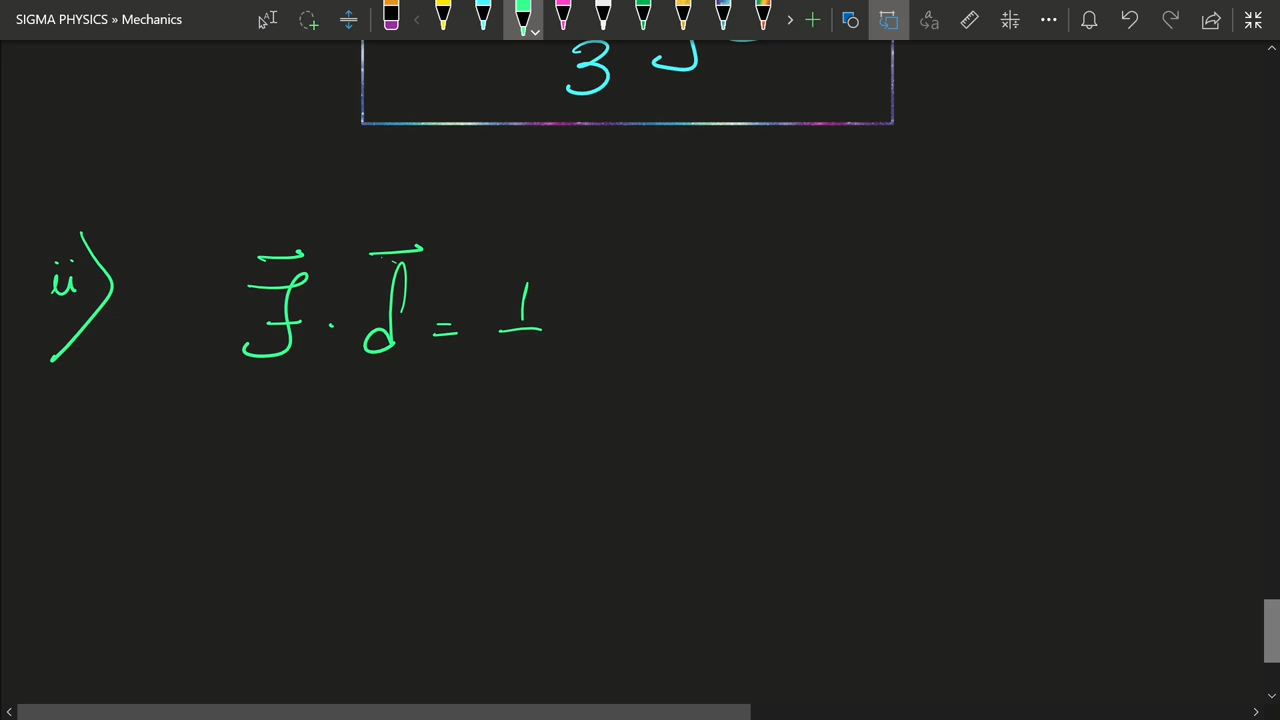 SIGMA PHYSICS » Mechanics
3 g
ii) F⃗ . d⃗ = 1